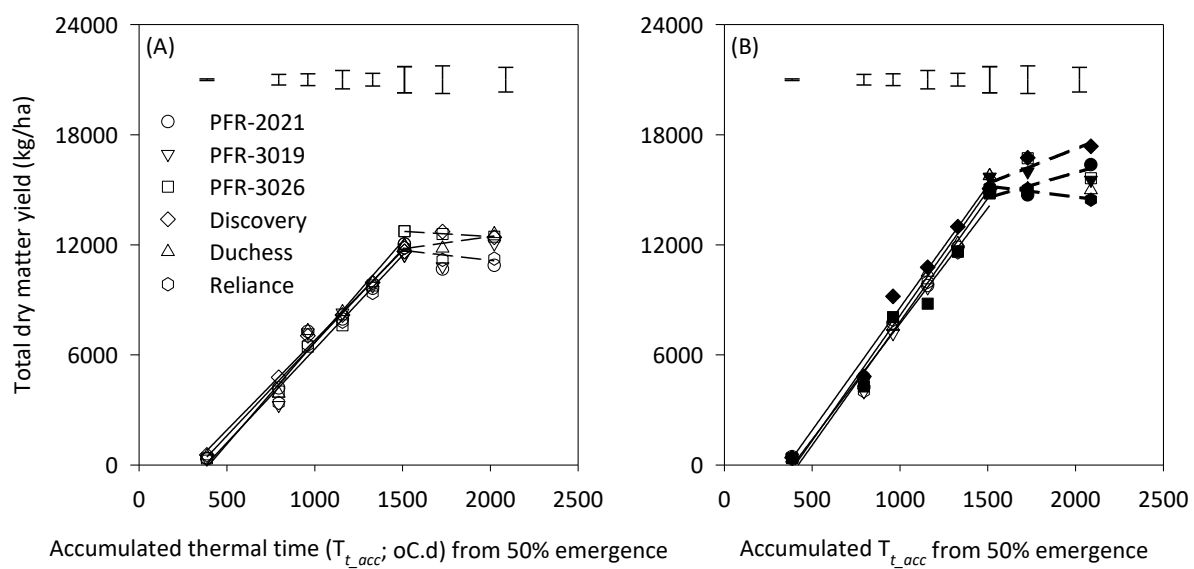 24000
18000
12000
6000
0
Total dry matter yield (kg/ha)
(A)
PFR-2021
PFR-3019
PFR-3026
Discovery
Duchess
Reliance
0 500 1000 1500 2000 2500
Accumulated thermal time (T_t_acc; oC.d) from 50% emergence
24000
18000
12000
6000
0
(B)
0 500 1000 1500 2000 2500
Accumulated T_t_acc from 50% emergence